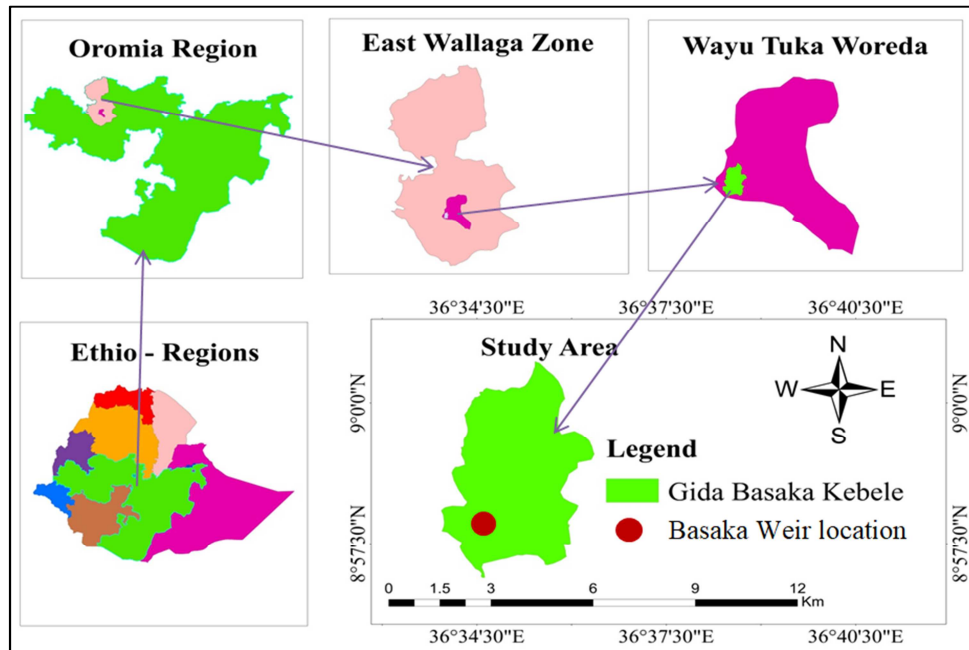 Oromia Region
East Wallaga Zone
Wayu Tuka Woreda
Ethio - Regions
36°34'30"E
36°37'30"E
36°40'30"E
Study Area
N
W
E
S
9°0'0"N
9°0'0"N
Legend
Gida Basaka Kebele
Basaka Weir location
8°57'30"N
8°57'30"N
0
1.5
3
6
9
12
Km
36°34'30"E
36°37'30"E
36°40'30"E